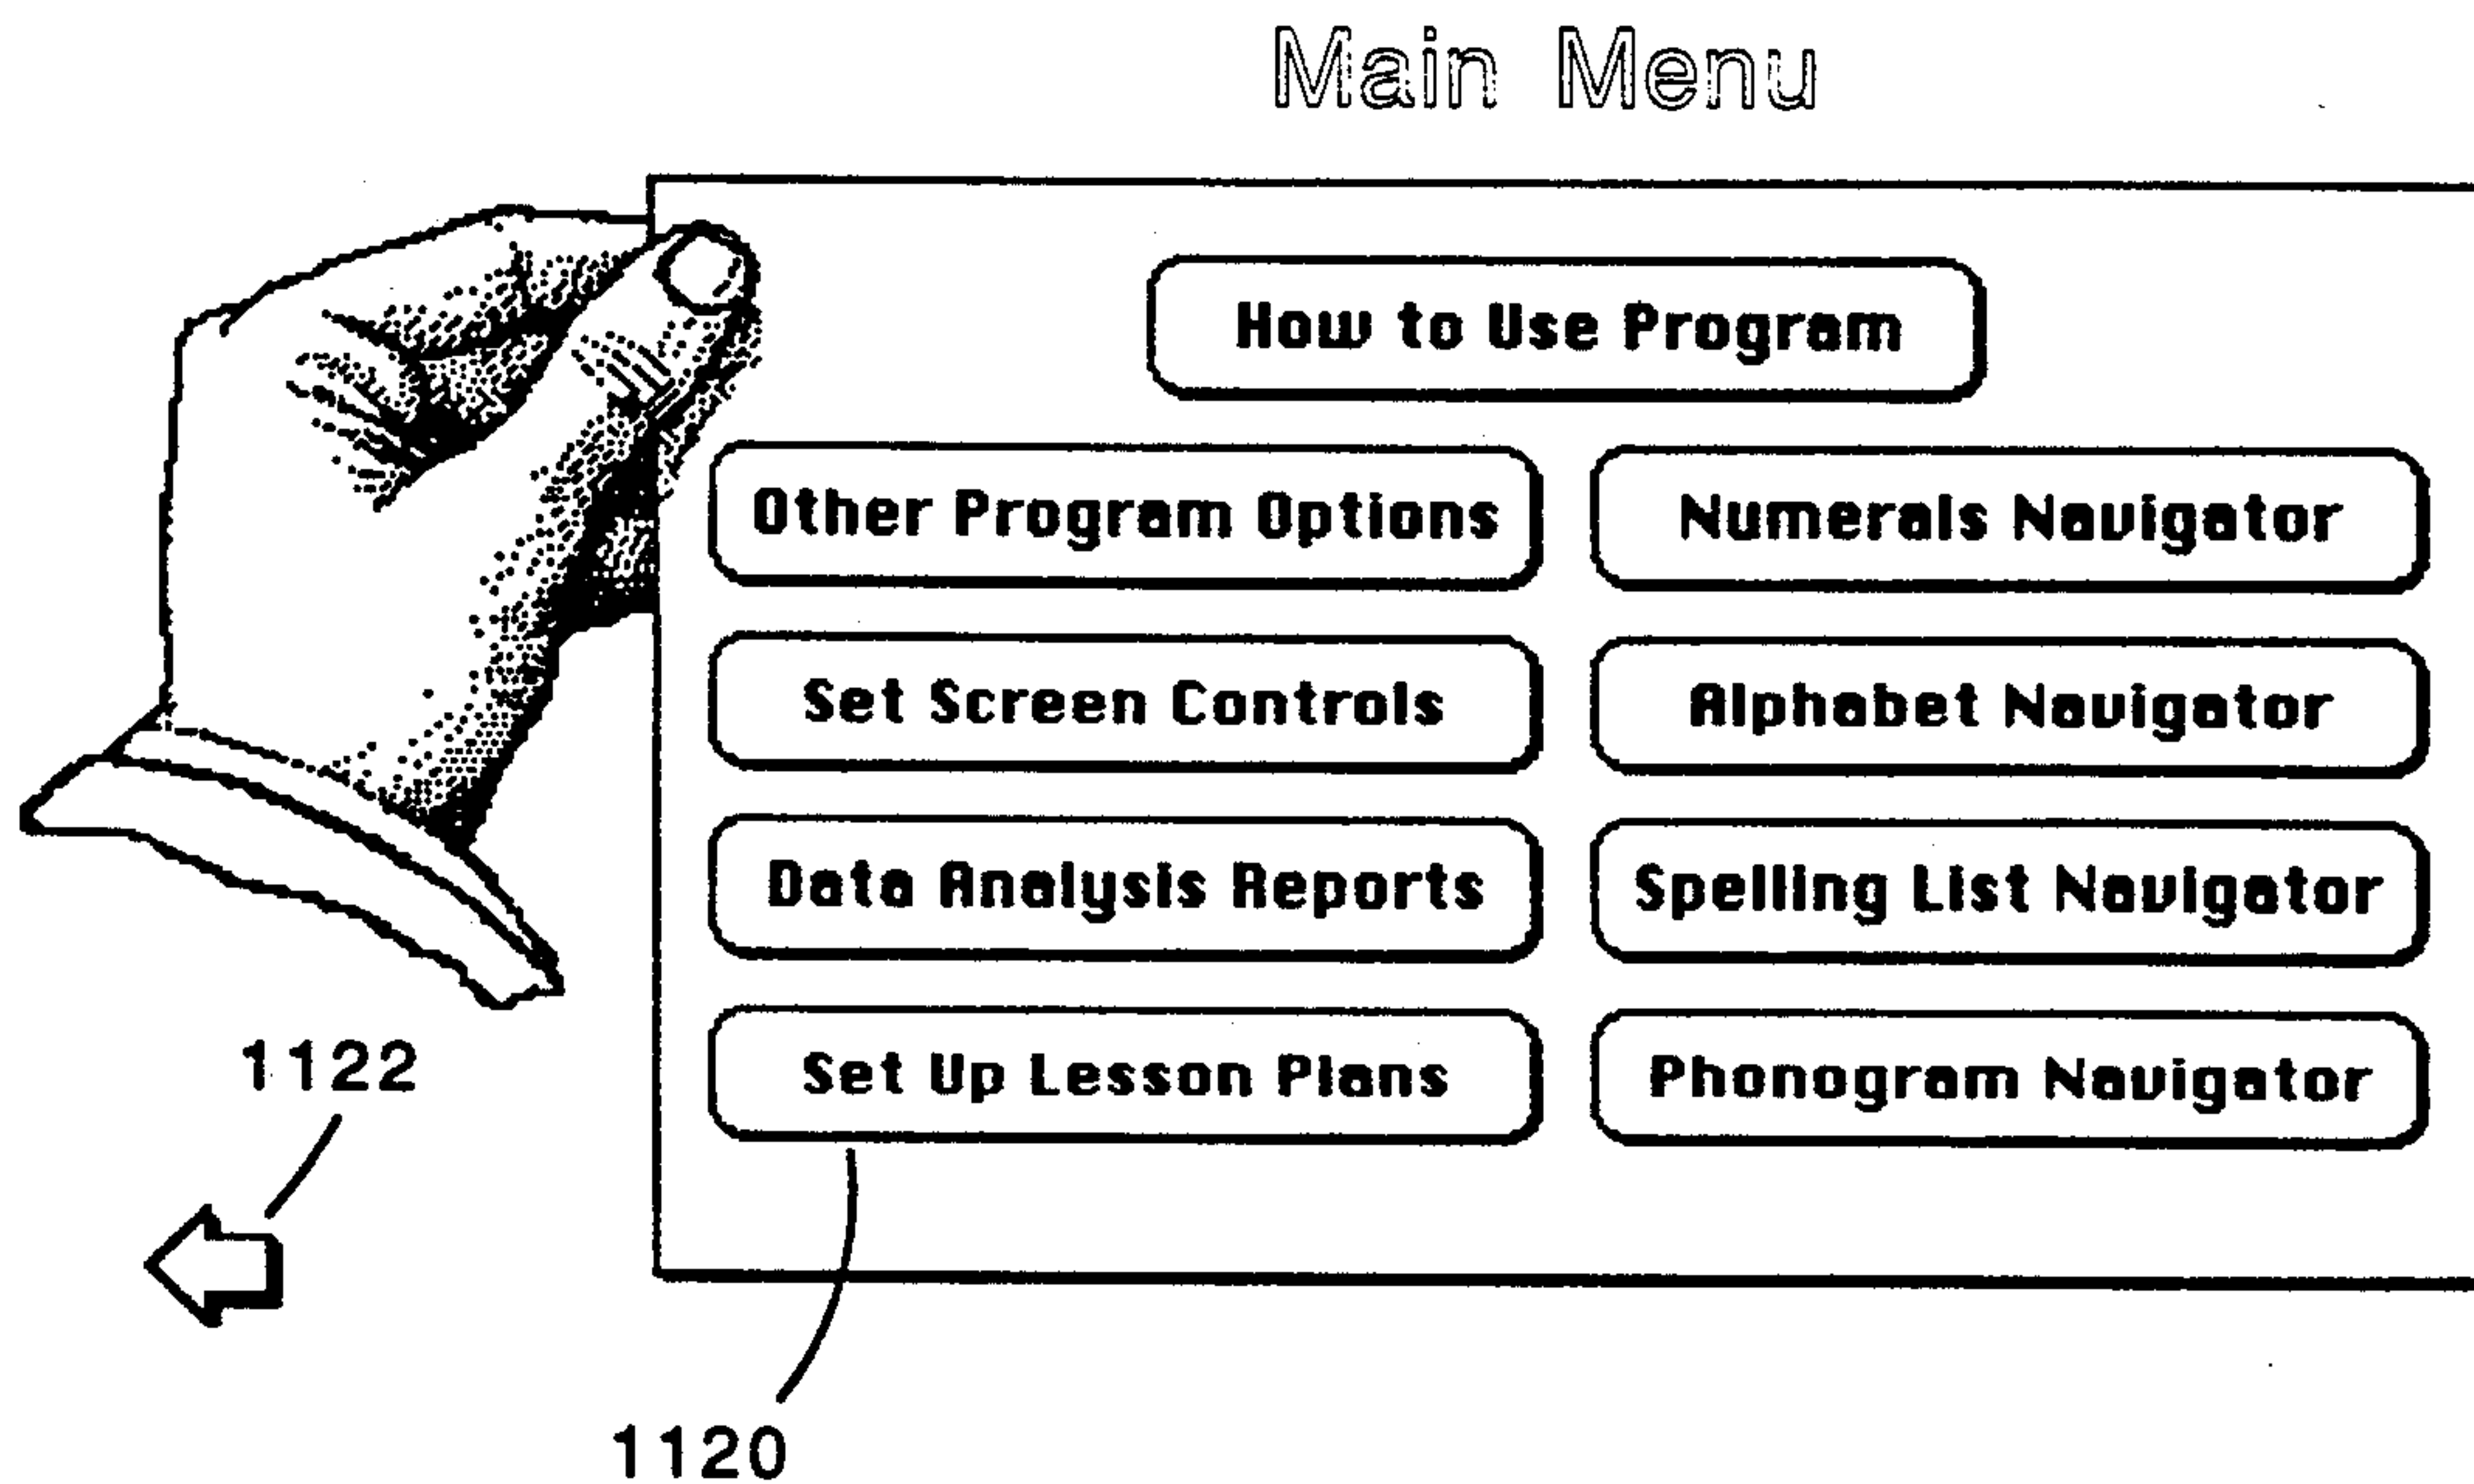 Main Menu
How to Use Program
Other Program Options
Numerals Navigator
Set Screen Controls
Alphabet Navigator
Data Analysis Reports
Spelling List Navigator
Set Up Lesson Plans
Phonogram Navigator
1122
1120